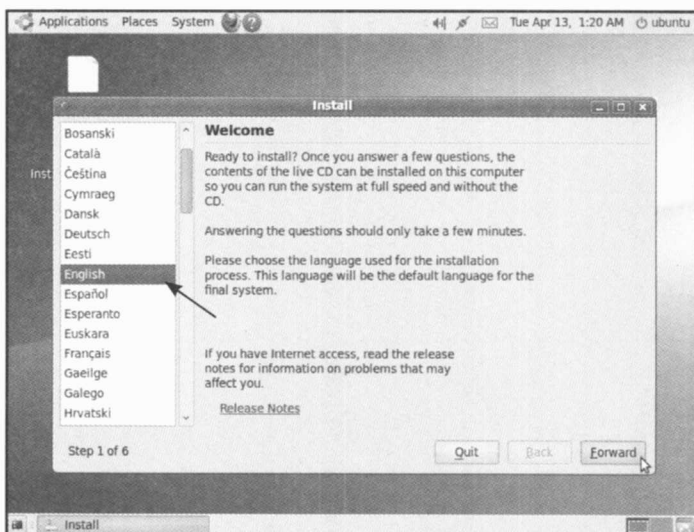 Applications Places System Tue Apr 13, 1:20 AM ubuntu
Install
Inst
Bosanski
Català
Čeština
Cymraeg
Dansk
Deutsch
Eesti
English
Español
Esperanto
Euskara
Français
Gaeilge
Galego
Hrvatski
Welcome
Ready to install? Once you answer a few questions, the
contents of the live CD can be installed on this computer
so you can run the system at full speed and without the
CD.
Answering the questions should only take a few minutes.
Please choose the language used for the installation
process. This language will be the default language for the
final system.
If you have Internet access, read the release
notes for information on problems that may
affect you.
Release Notes
Step 1 of 6
Quit Back Forward
Install